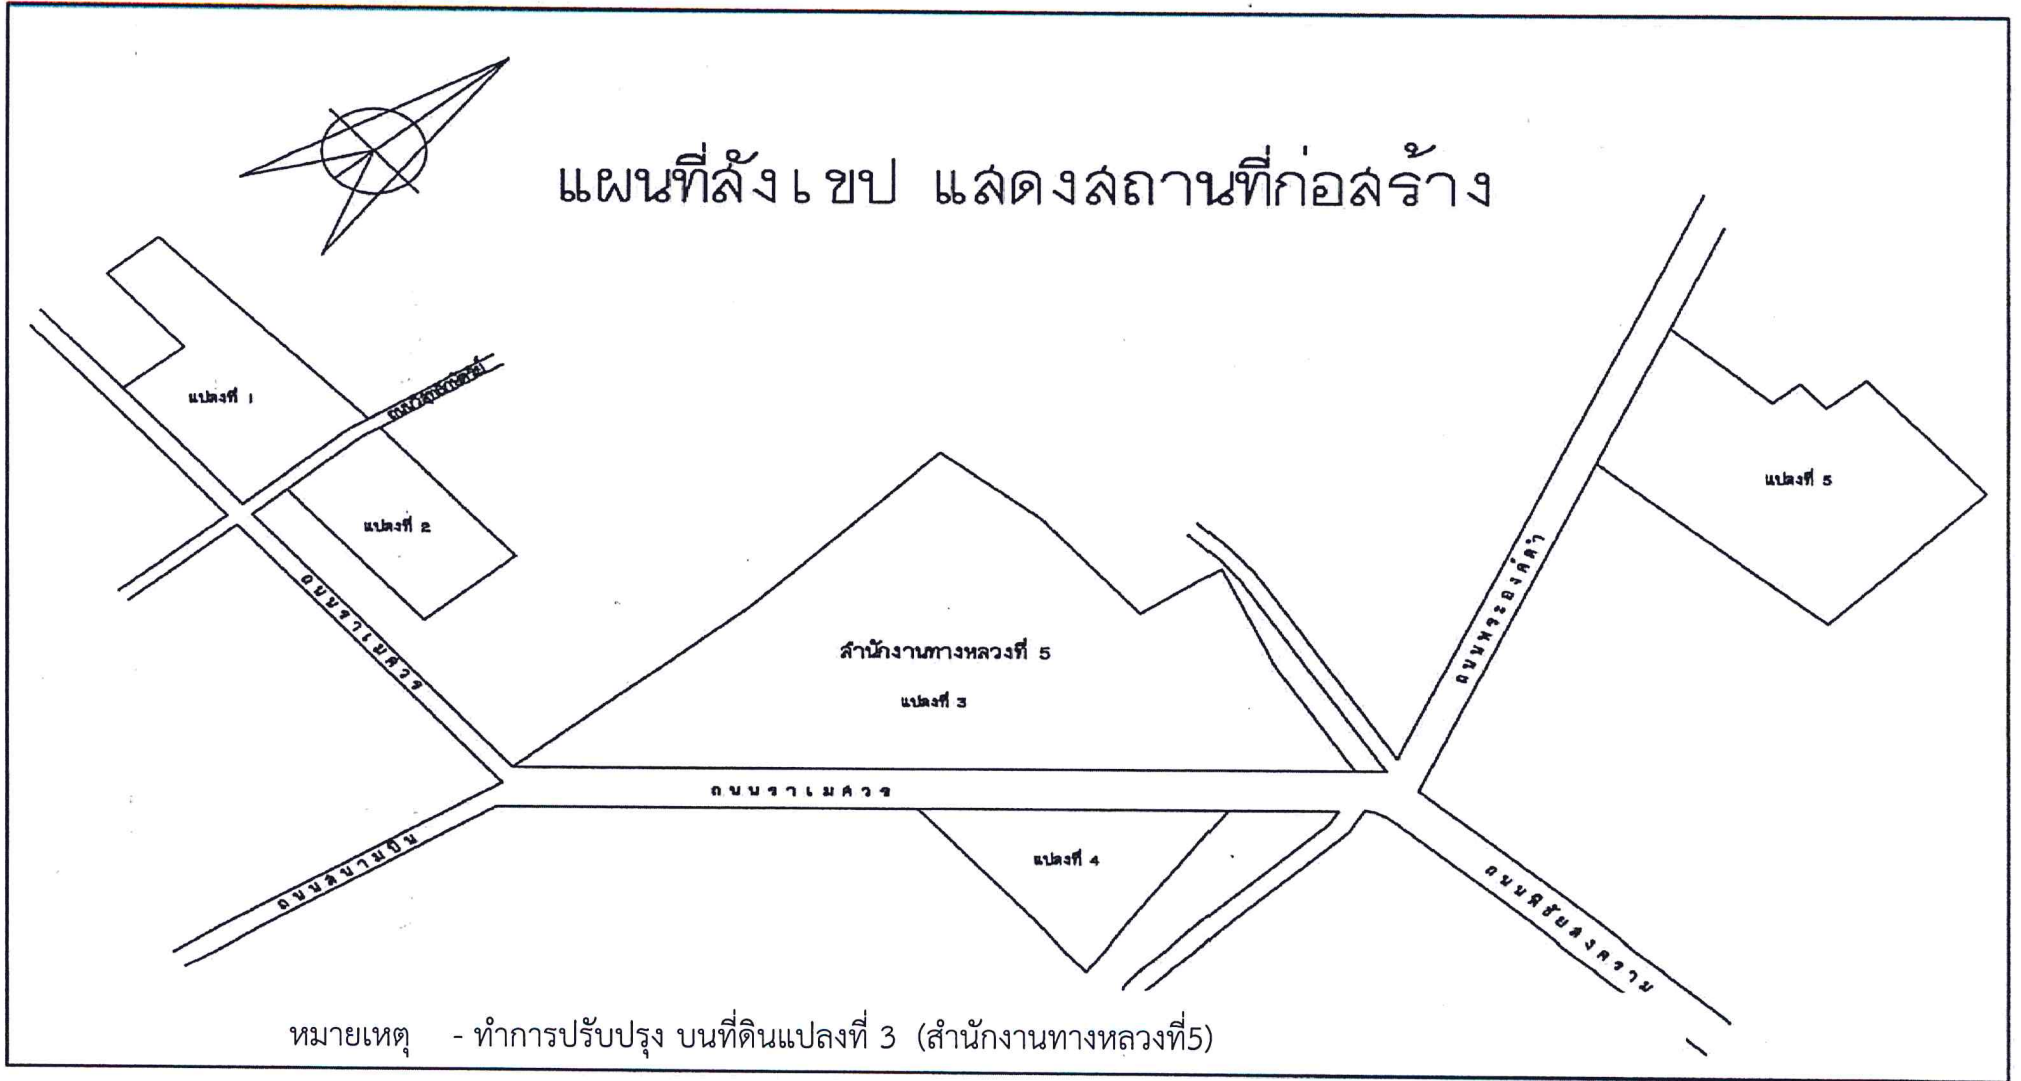 แผนที่สังเขป แสดงสถานที่ก่อสร้าง
แปลงที่ 1
แปลงที่ 2
ถนนราเมศวร
สำนักงานทางหลวงที่ 5
แปลงที่ 3
ถนนพระองค์ดำ
แปลงที่ 5
ถนนราเมศวร
ถนนสนามบิน
แปลงที่ 4
ถนนพิชัยสงคราม
หมายเหตุ - ทำการปรับปรุง บนที่ดินแปลงที่ 3 (สำนักงานทางหลวงที่5)